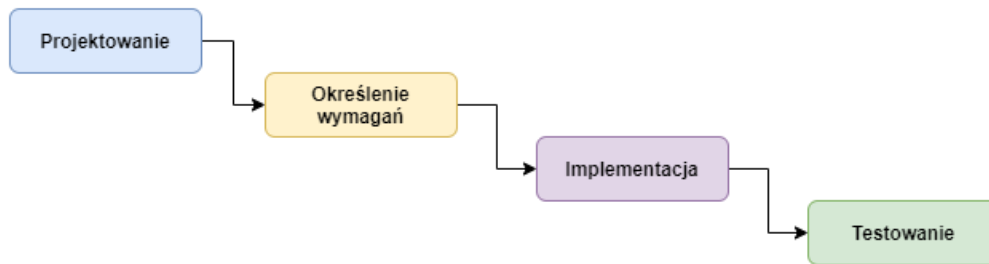 Projektowanie
Określenie
wymagań
Implementacja
Testowanie